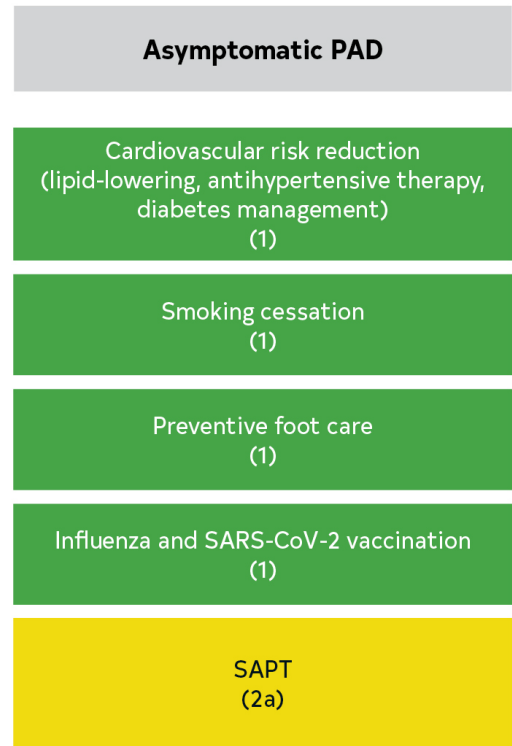 Asymptomatic PAD
Cardiovascular risk reduction
(lipid-lowering, antihypertensive therapy,
diabetes management)
(1)
Smoking cessation
(1)
Preventive foot care
(1)
Influenza and SARS-CoV-2 vaccination
(1)
SAPT
(2a)